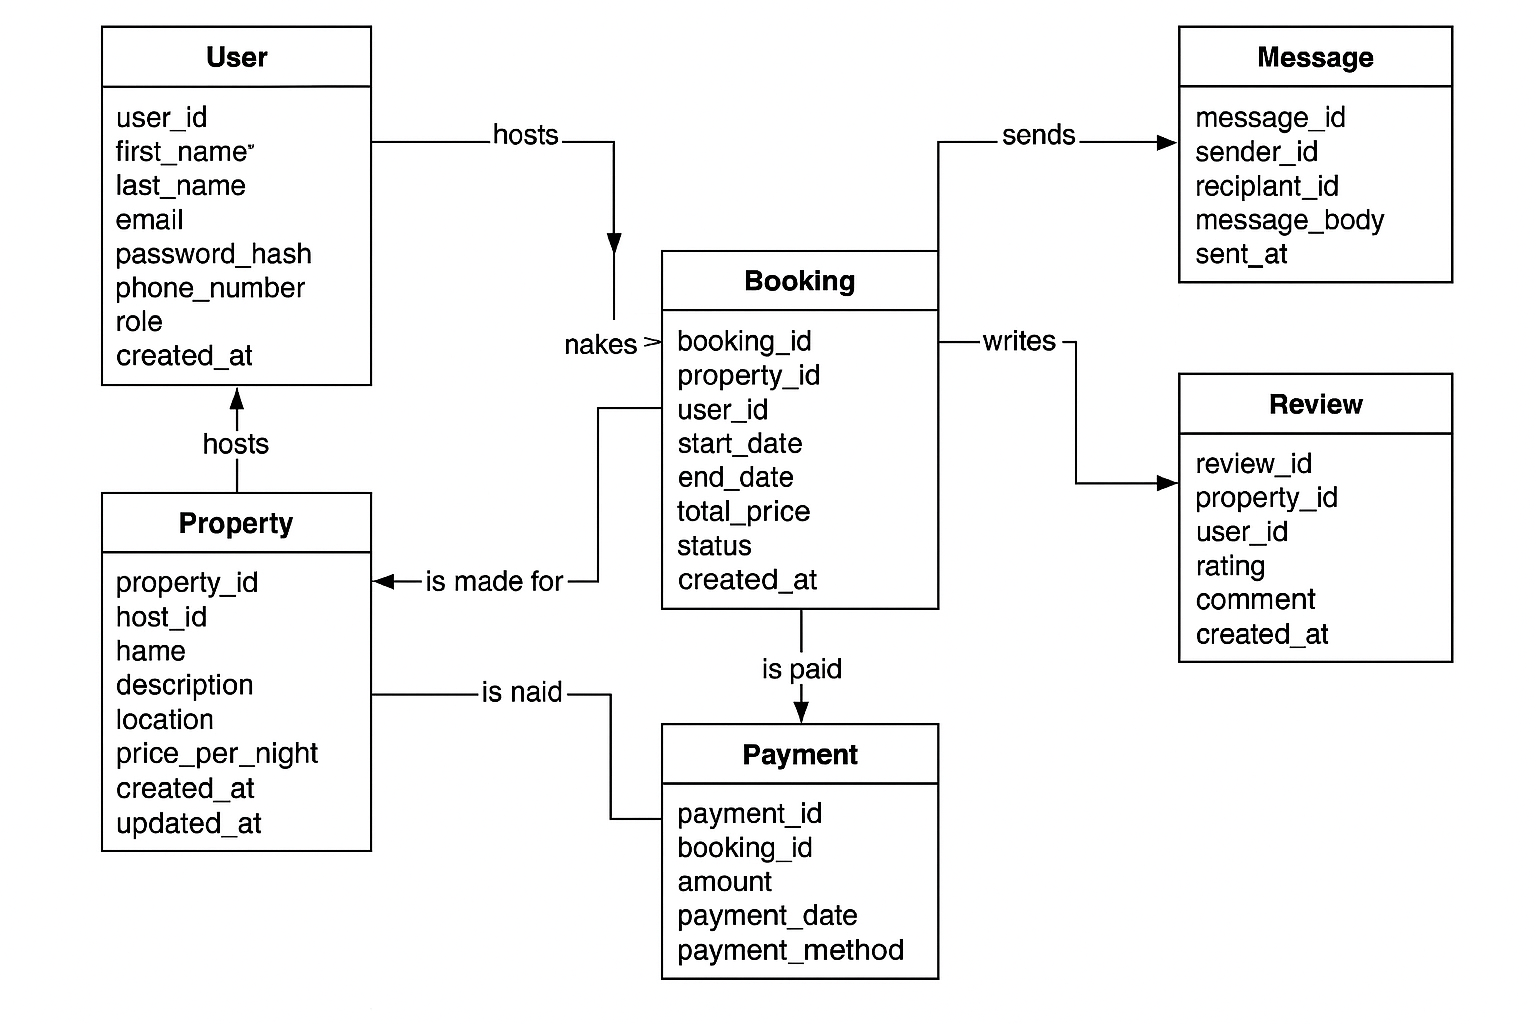 User
user_id
first_name*
last_name
email
password_hash
phone_number
role
created_at
hosts
nakes >
hosts
Property
property_id
host_id
hame
description
location
price_per_night
created_at
updated_at
is made for
is naid
Booking
booking_id
property_id
user_id
start_date
end_date
total_price
status
created_at
is paid
Payment
payment_id
booking_id
amount
payment_date
payment_method
sends
writes
Message
message_id
sender_id
reciplant_id
message_body
sent_at
Review
review_id
property_id
user_id
rating
comment
created_at